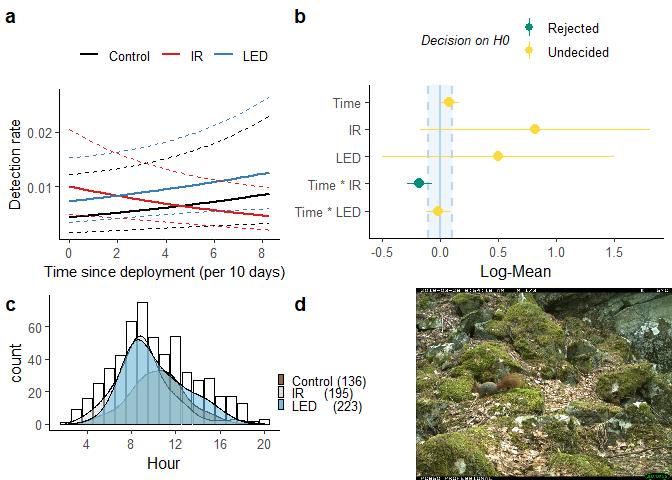 a
Control IR LED
Detection rate
0.02
0.01
0 2 4 6 8
Time since deployment (per 10 days)
b
Decision on H0
Rejected
Undecided
Time
IR
LED
Time * IR
Time * LED
-0.5 0.0 0.5 1.0 1.5
Log-Mean
c
count
60
40
20
0
4 8 12 16 20
Hour
Control (136)
IR (195)
LED (223)
d